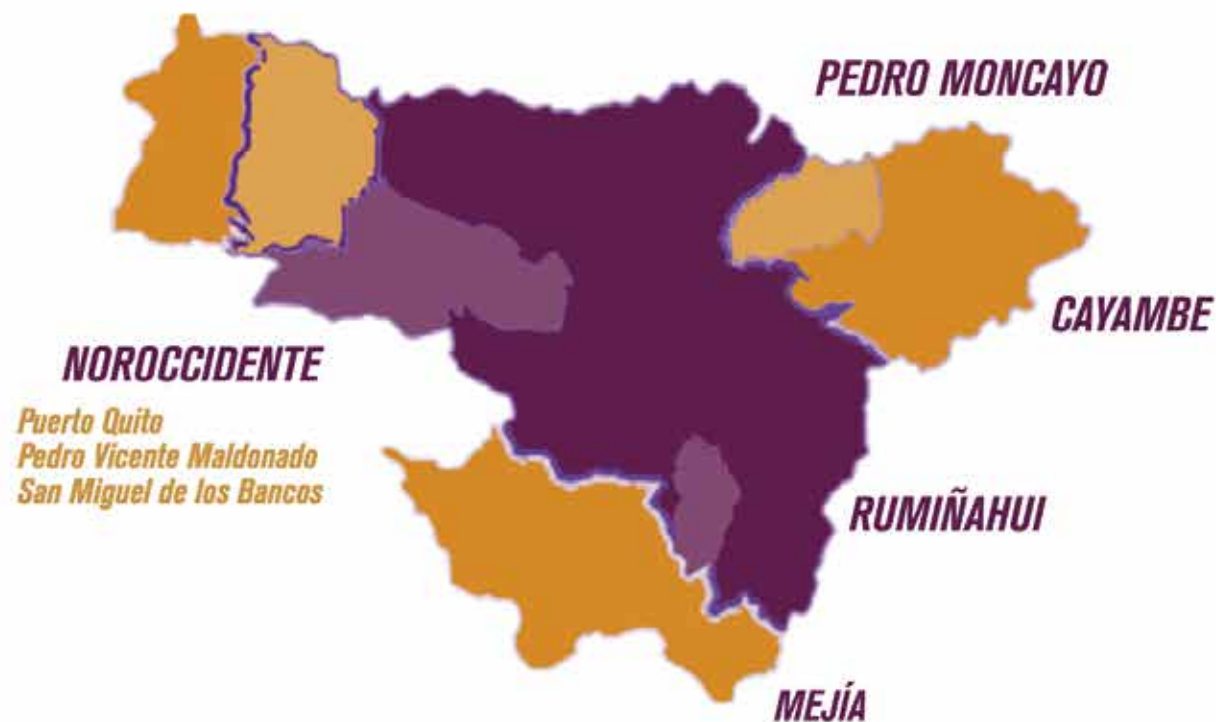 PEDRO MONCAYO
CAYAMBE
NOROCCIDENTE
Puerto Quito
Pedro Vicente Maldonado
San Miguel de los Bancos
RUMIÑAHUI
MEJÍA